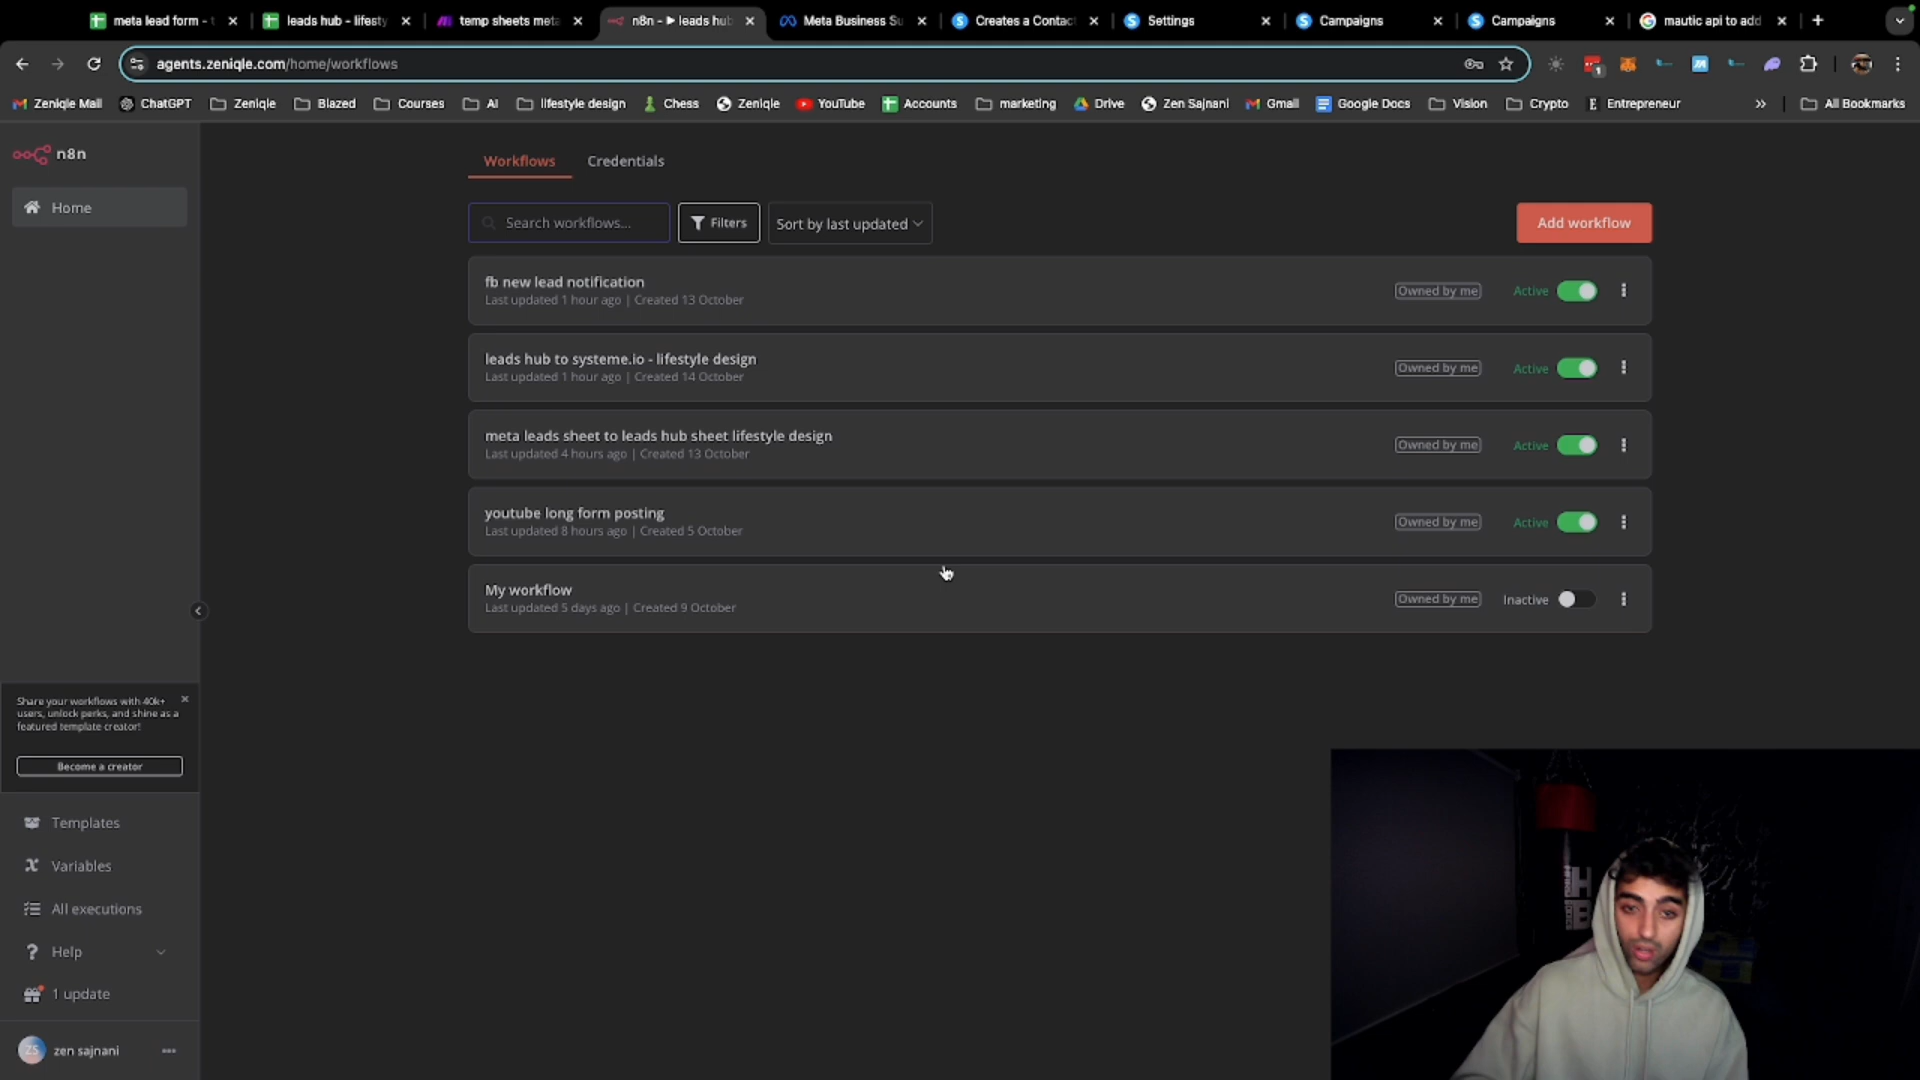 meta lead form - t
leads hub - lifesty
temp sheets meta
n8n - ▶ leads hub
Meta Business Su
Creates a Contac
Settings
Campaigns
Campaigns
mautic api to add
agents.zeniqle.com/home/workflows
1
Zeniqle Mail
ChatGPT
Zeniqle
Blazed
Courses
AI
lifestyle design
Chess
Zeniqle
YouTube
Accounts
marketing
Drive
Zen Sajnani
Gmail
Google Docs
Vision
Crypto
Entrepreneur
»
All Bookmarks
n8n
Home
Workflows
Credentials
Search workflows...
Filters
Sort by last updated
Add workflow
fb new lead notification
Last updated 1 hour ago | Created 13 October
Owned by me
Active
leads hub to systeme.io - lifestyle design
Last updated 1 hour ago | Created 14 October
Owned by me
Active
meta leads sheet to leads hub sheet lifestyle design
Last updated 4 hours ago | Created 13 October
Owned by me
Active
youtube long form posting
Last updated 8 hours ago | Created 5 October
Owned by me
Active
My workflow
Last updated 5 days ago | Created 9 October
Owned by me
Inactive
Share your workflows with 40k+
users, unlock perks, and shine as a
featured template creator!
Become a creator
Templates
Variables
All executions
Help
1 update
ZS
zen sajnani